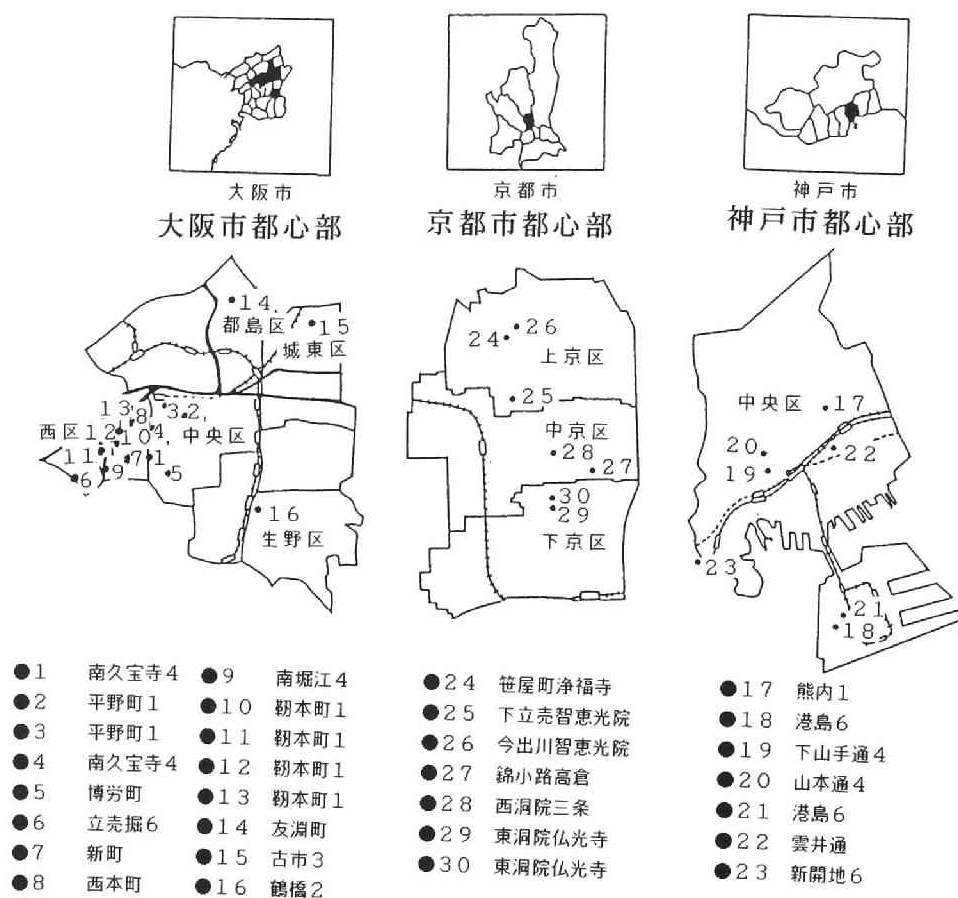 大阪市
京都市
神戸市
大阪市都心部
京都市都心部
神戸市都心部
14
都島区
15
城東区
13 8 3 2
西区 12 10 4 中央区
11 7 1
6 9 5
16
生野区
26
24
上京区
25
中京区
28
27
30
29
下京区
中央区 17
20
22
19
23
21
18
●1 南久宝寺4
●2 平野町1
●3 平野町1
●4 南久宝寺4
●5 博労町
●6 立売掘6
●7 新町
●8 西本町
●9 南堀江4
●10 靭本町1
●11 靭本町1
●12 靭本町1
●13 靭本町1
●14 友淵町
●15 古市3
●16 鶴橋2
●24 笹屋町浄福寺
●25 下立売智恵光院
●26 今出川智恵光院
●27 錦小路高倉
●28 西洞院三条
●29 東洞院仏光寺
●30 東洞院仏光寺
●17 熊内1
●18 港島6
●19 下山手通4
●20 山本通4
●21 港島6
●22 雲井通
●23 新開地6